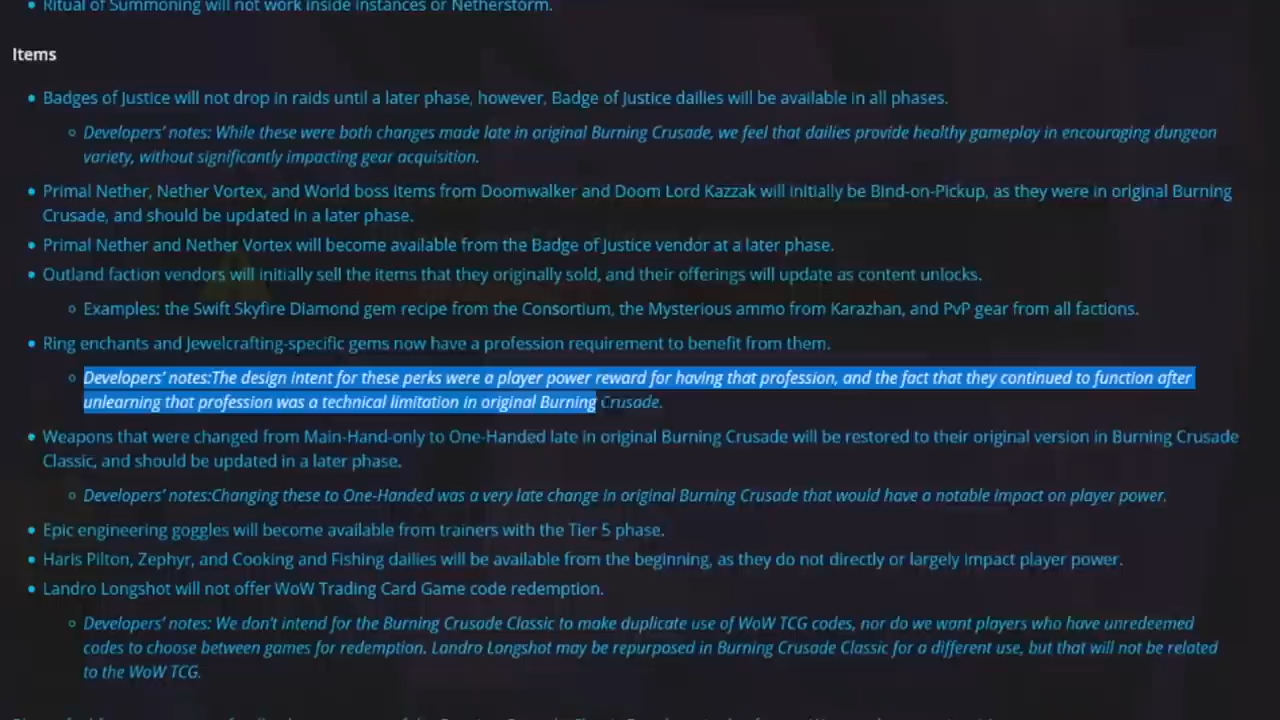 Ritual of Summoning will not work inside instances or Netherstorm.
Items
Badges of Justice will not drop in raids until a later phase, however, Badge of Justice dailies will be available in all phases.
Developers’ notes: While these were both changes made late in original Burning Crusade, we feel that dailies provide healthy gameplay in encouraging dungeon
variety, without significantly impacting gear acquisition.
Primal Nether, Nether Vortex, and World boss items from Doomwalker and Doom Lord Kazzak will initially be Bind-on-Pickup, as they were in original Burning
Crusade, and should be updated in a later phase.
Primal Nether and Nether Vortex will become available from the Badge of Justice vendor at a later phase.
Outland faction vendors will initially sell the items that they originally sold, and their offerings will update as content unlocks.
Examples: the Swift Skyfire Diamond gem recipe from the Consortium, the Mysterious ammo from Karazhan, and PvP gear from all factions.
Ring enchants and Jewelcrafting-specific gems now have a profession requirement to benefit from them.
Developers’ notes:The design intent for these perks were a player power reward for having that profession, and the fact that they continued to function after
unlearning that profession was a technical limitation in original Burning Crusade.
Weapons that were changed from Main-Hand-only to One-Handed late in original Burning Crusade will be restored to their original version in Burning Crusade
Classic, and should be updated in a later phase.
Developers’ notes:Changing these to One-Handed was a very late change in original Burning Crusade that would have a notable impact on player power.
Epic engineering goggles will become available from trainers with the Tier 5 phase.
Haris Pilton, Zephyr, and Cooking and Fishing dailies will be available from the beginning, as they do not directly or largely impact player power.
Landro Longshot will not offer WoW Trading Card Game code redemption.
Developers’ notes: We don’t intend for the Burning Crusade Classic to make duplicate use of WoW TCG codes, nor do we want players who have unredeemed
codes to choose between games for redemption. Landro Longshot may be repurposed in Burning Crusade Classic for a different use, but that will not be related
to the WoW TCG.